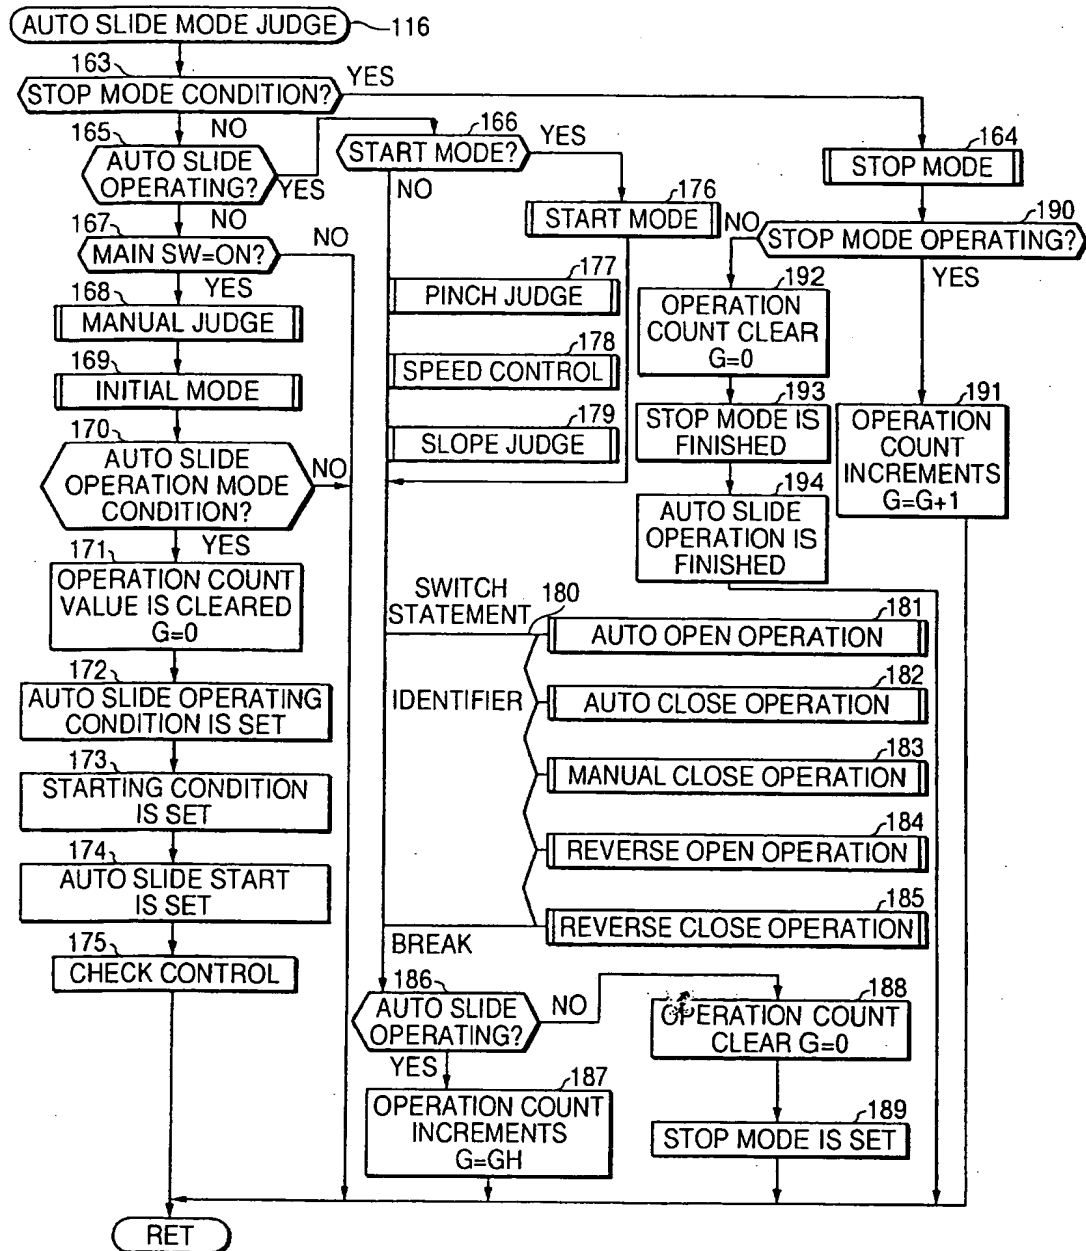 AUTO SLIDE MODE JUDGE
116
163
STOP MODE CONDITION?
YES
NO
165
AUTO SLIDE
OPERATING?
YES
NO
166
START MODE?
YES
NO
164
STOP MODE
176
START MODE
190
STOP MODE OPERATING?
NO
YES
167
MAIN SW=ON?
NO
YES
168
MANUAL JUDGE
169
INITIAL MODE
170
AUTO SLIDE
OPERATION MODE
CONDITION?
NO
YES
171
OPERATION COUNT
VALUE IS CLEARED
G=0
172
AUTO SLIDE OPERATING
CONDITION IS SET
173
STARTING CONDITION
IS SET
174
AUTO SLIDE START
IS SET
175
CHECK CONTROL
177
PINCH JUDGE
178
SPEED CONTROL
179
SLOPE JUDGE
192
OPERATION
COUNT CLEAR
G=0
193
STOP MODE IS
FINISHED
194
AUTO SLIDE
OPERATION IS
FINISHED
191
OPERATION
COUNT
INCREMENTS
G=G+1
SWITCH
STATEMENT
180
IDENTIFIER
181
AUTO OPEN OPERATION
182
AUTO CLOSE OPERATION
183
MANUAL CLOSE OPERATION
184
REVERSE OPEN OPERATION
185
REVERSE CLOSE OPERATION
BREAK
186
AUTO SLIDE
OPERATING?
NO
YES
187
OPERATION COUNT
INCREMENTS
G=GH
188
OPERATION COUNT
CLEAR G=0
189
STOP MODE IS SET
RET